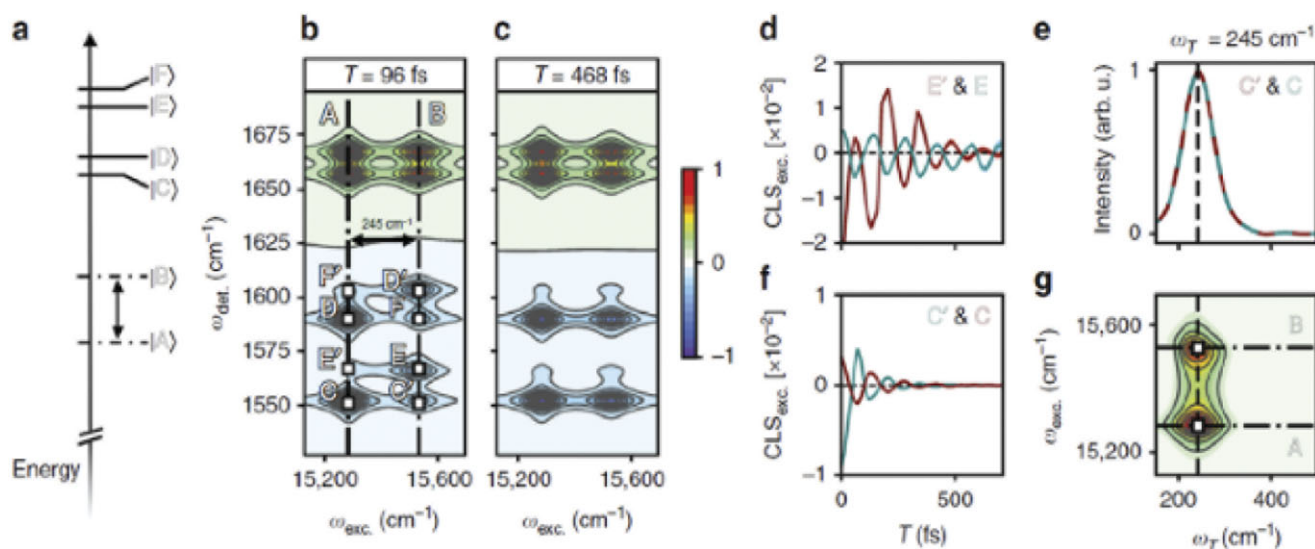 a
|F⟩
|E⟩
|D⟩
|C⟩
|B⟩
|A⟩
Energy
b
c
T = 96 fs
T = 468 fs
A
B
245 cm⁻¹
F′
D′
D
F
E′
E
C
C′
ω_det. (cm⁻¹)
1675
1650
1625
1600
1575
1550
15,200
15,600
15,200
15,600
ω_exc. (cm⁻¹)
ω_exc. (cm⁻¹)
1
0
−1
d
E′ & E
CLS_exc. [×10⁻²]
2
1
0
−1
−2
e
ω_T = 245 cm⁻¹
C′ & C
Intensity (arb. u.)
1
0
f
C′ & C
CLS_exc. [×10⁻²]
1
0
−1
0
500
T (fs)
g
B
A
ω_exc. (cm⁻¹)
15,600
15,200
200
400
ω_T (cm⁻¹)